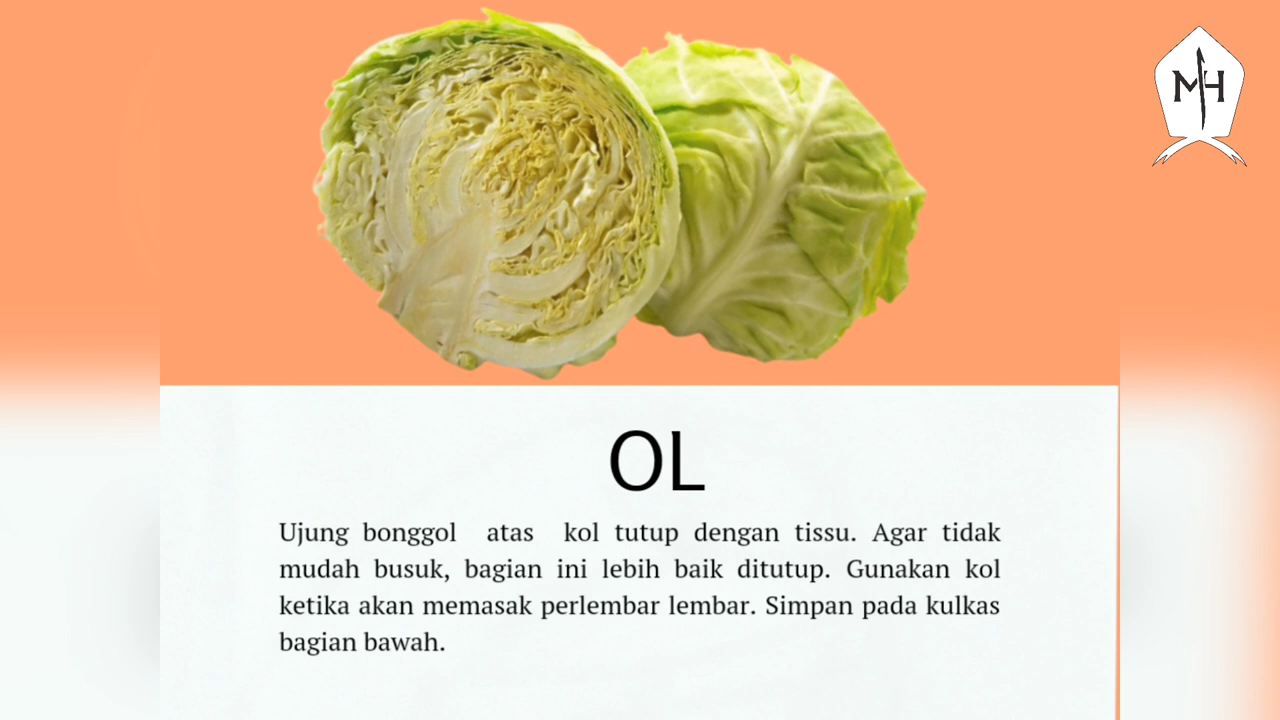 MH
OL
Ujung bonggol atas kol tutup dengan tissu. Agar tidak
mudah busuk, bagian ini lebih baik ditutup. Gunakan kol
ketika akan memasak perlembar lembar. Simpan pada kulkas
bagian bawah.